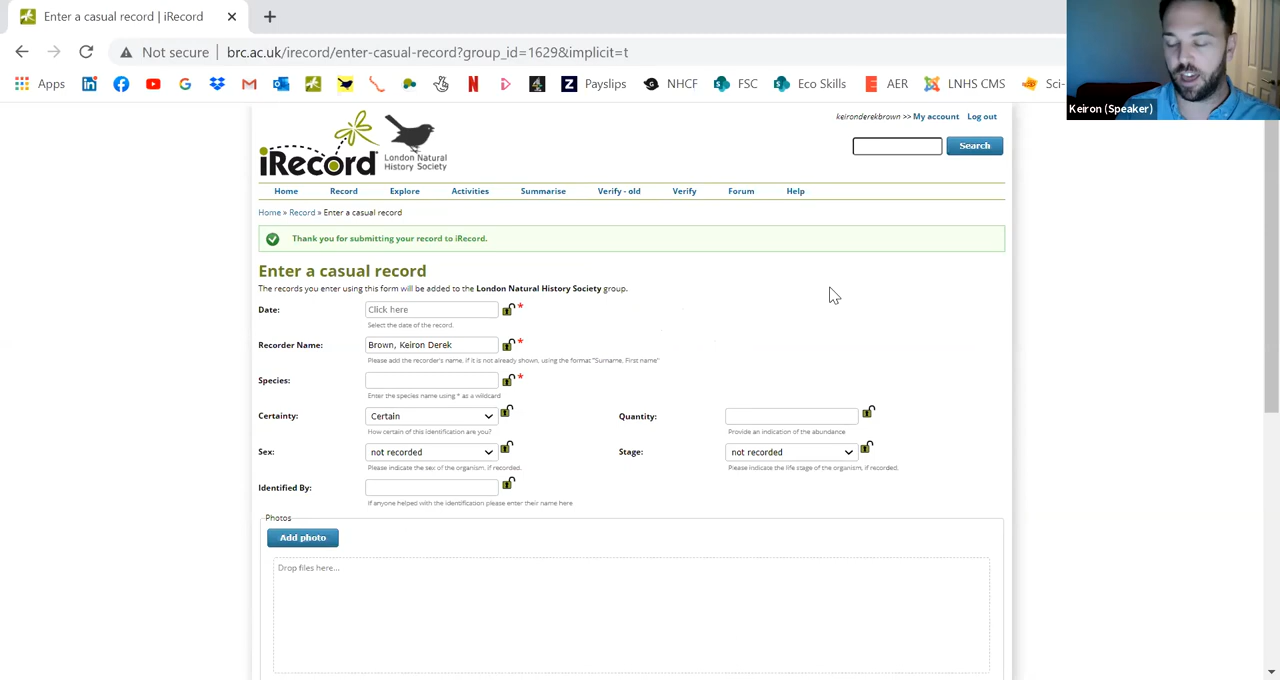 Enter a casual record | iRecord
Not secure brc.ac.uk/irecord/enter-casual-record?group_id=1629&implicit=t
Apps Payslips NHCF FSC Eco Skills AER LNHS CMS Sci-
Keiron (Speaker)
keironderekbrown >> My account Log out
iRecord
London Natural
History Society
Search
Home Record Explore Activities Summarise Verify - old Verify Forum Help
Home » Record » Enter a casual record
Thank you for submitting your record to iRecord.
Enter a casual record
The records you enter using this form will be added to the London Natural History Society group.
Date: Click here *
Select the date of the record.
Recorder Name: Brown, Keiron Derek *
Please add the recorder's name, if it is not already shown, using the format "Surname, First name"
Species: *
Enter the species name using * as a wildcard
Certainty: Certain Quantity:
How certain of this identification are you? Provide an indication of the abundance
Sex: not recorded Stage: not recorded
Please indicate the sex of the organism, if recorded. Please indicate the life stage of the organism, if recorded.
Identified By:
If anyone helped with the identification please enter their name here
Photos
Add photo
Drop files here...